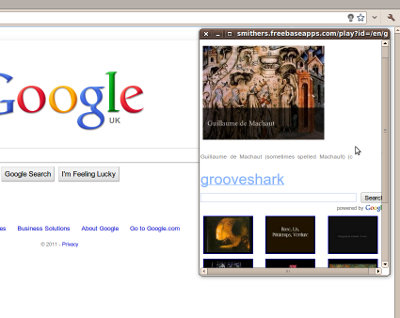 smithers.freebaseapps.com/play?id=/en/g
Google
UK
Google Search
I'm Feeling Lucky
es
Business Solutions
About Google
Go to Google.com
© 2011 - Privacy
Guillaume de Machaut
Guillaume de Machaut (sometimes spelled Machault) (c
grooveshark
Search
powered by Google
Rose, Lis,
Printemps, Verdure